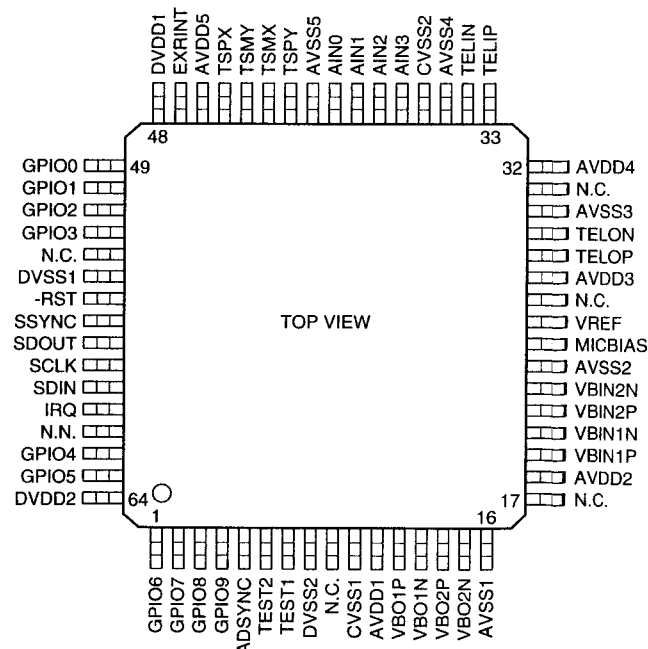 DVDD1
EXRINT
AVDD5
TSPX
TSMY
TSMX
TSPY
AVSS5
AIN0
AIN1
AIN2
AIN3
CVSS2
AVSS4
TELIN
TELIP
48
33
GPIO0
49
32
AVDD4
GPIO1
N.C.
GPIO2
AVSS3
GPIO3
TELON
N.C.
TELOP
DVSS1
AVDD3
-RST
N.C.
SSYNC
TOP VIEW
VREF
SDOUT
MICBIAS
SCLK
AVSS2
SDIN
VBIN2N
IRQ
VBIN2P
N.N.
VBIN1N
GPIO4
VBIN1P
GPIO5
AVDD2
DVDD2
64
17
N.C.
1
16
GPIO6
GPIO7
GPIO8
GPIO9
ADSYNC
TEST2
TEST1
DVSS2
N.C.
CVSS1
AVDD1
VBO1P
VBO1N
VBO2P
VBO2N
AVSS1